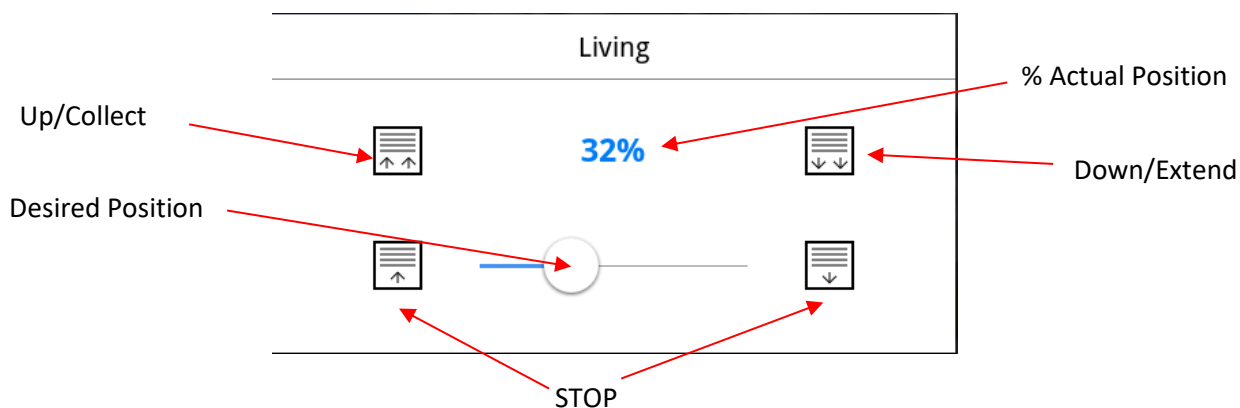 Living
% Actual Position
Up/Collect
32%
Down/Extend
Desired Position
STOP